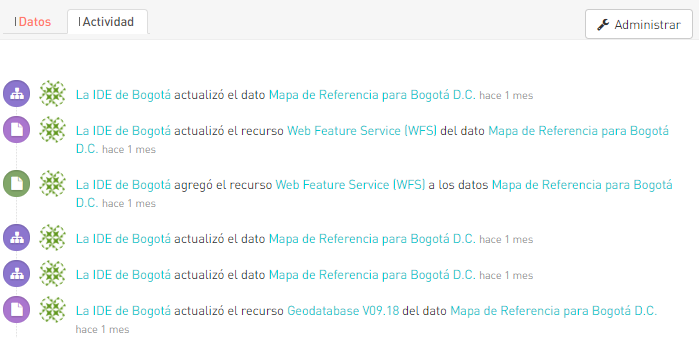 Datos
Actividad
Administrar
La IDE de Bogotá actualizó el dato Mapa de Referencia para Bogotá D.C. hace 1 mes
La IDE de Bogotá actualizó el recurso Web Feature Service (WFS) del dato Mapa de Referencia para Bogotá
D.C. hace 1 mes
La IDE de Bogotá agregó el recurso Web Feature Service (WFS) a los datos Mapa de Referencia para Bogotá
D.C. hace 1 mes
La IDE de Bogotá actualizó el dato Mapa de Referencia para Bogotá D.C. hace 1 mes
La IDE de Bogotá actualizó el dato Mapa de Referencia para Bogotá D.C. hace 1 mes
La IDE de Bogotá actualizó el recurso Geodatabase V09.18 del dato Mapa de Referencia para Bogotá D.C.
hace 1 mes